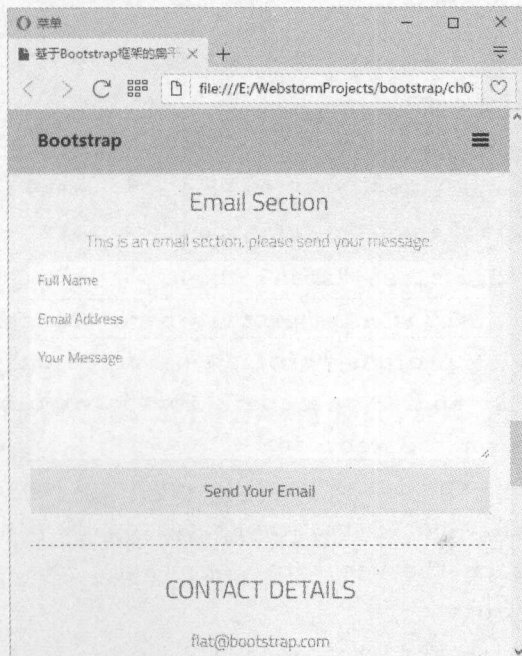 菜单
基于Bootstrap框架的扁平
file:///E:/WebstormProjects/bootstrap/ch0
Bootstrap
Email Section
This is an email section, please send your message.
Full Name
Email Address
Your Message
Send Your Email
CONTACT DETAILS
flat@bootstrap.com